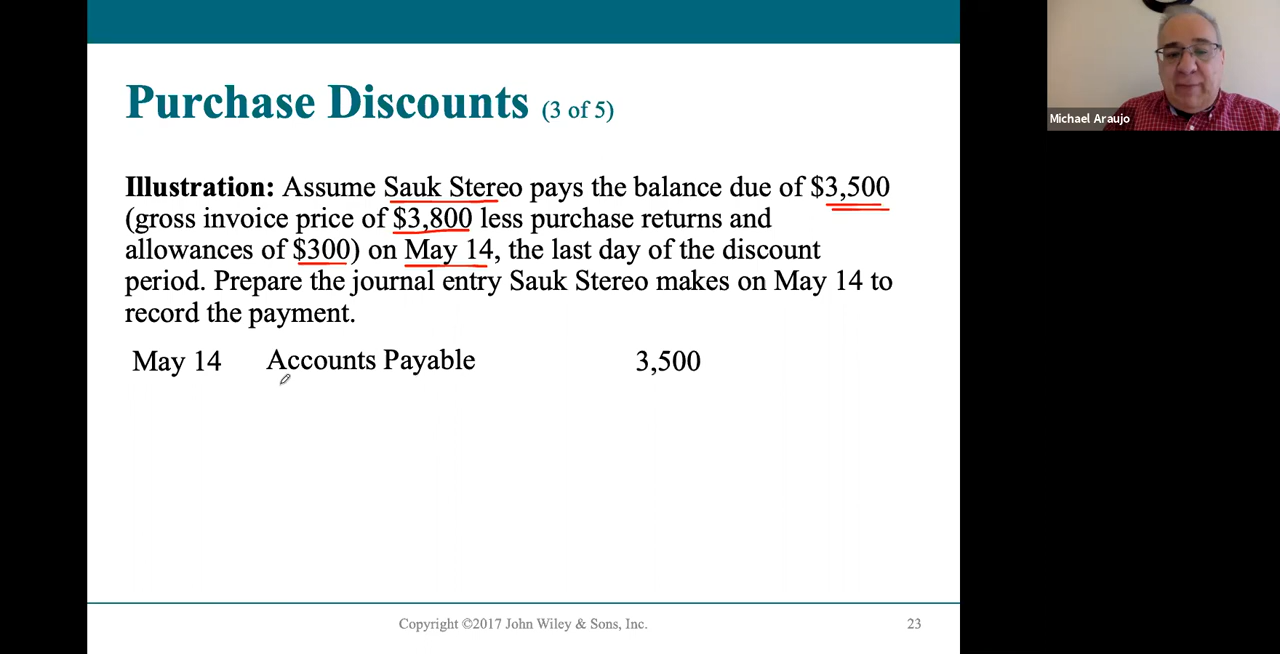 Purchase Discounts (3 of 5)
Illustration: Assume Sauk Stereo pays the balance due of $3,500
(gross invoice price of $3,800 less purchase returns and
allowances of $300) on May 14, the last day of the discount
period. Prepare the journal entry Sauk Stereo makes on May 14 to
record the payment.
May 14 Accounts Payable 3,500
Copyright ©2017 John Wiley & Sons, Inc. 23
Michael Araujo